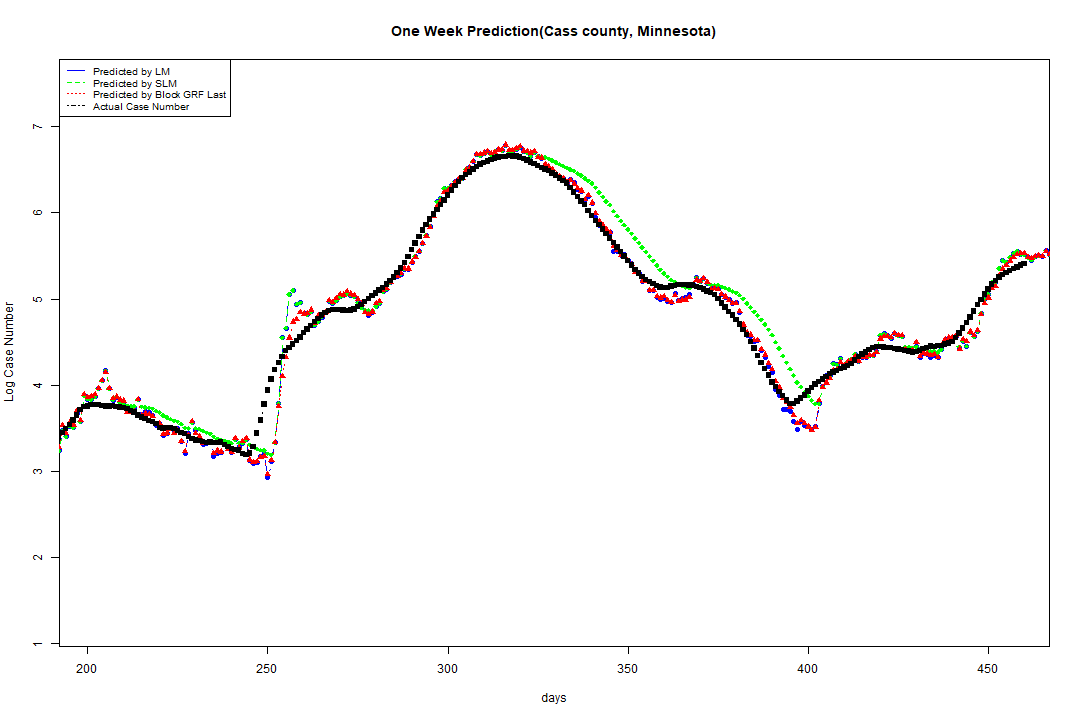 One Week Prediction(Cass county, Minnesota)
Predicted by LM
Predicted by SLM
Predicted by Block GRF Last
Actual Case Number
Log Case Number
7
6
5
4
3
2
1
200 250 300 350 400 450
days